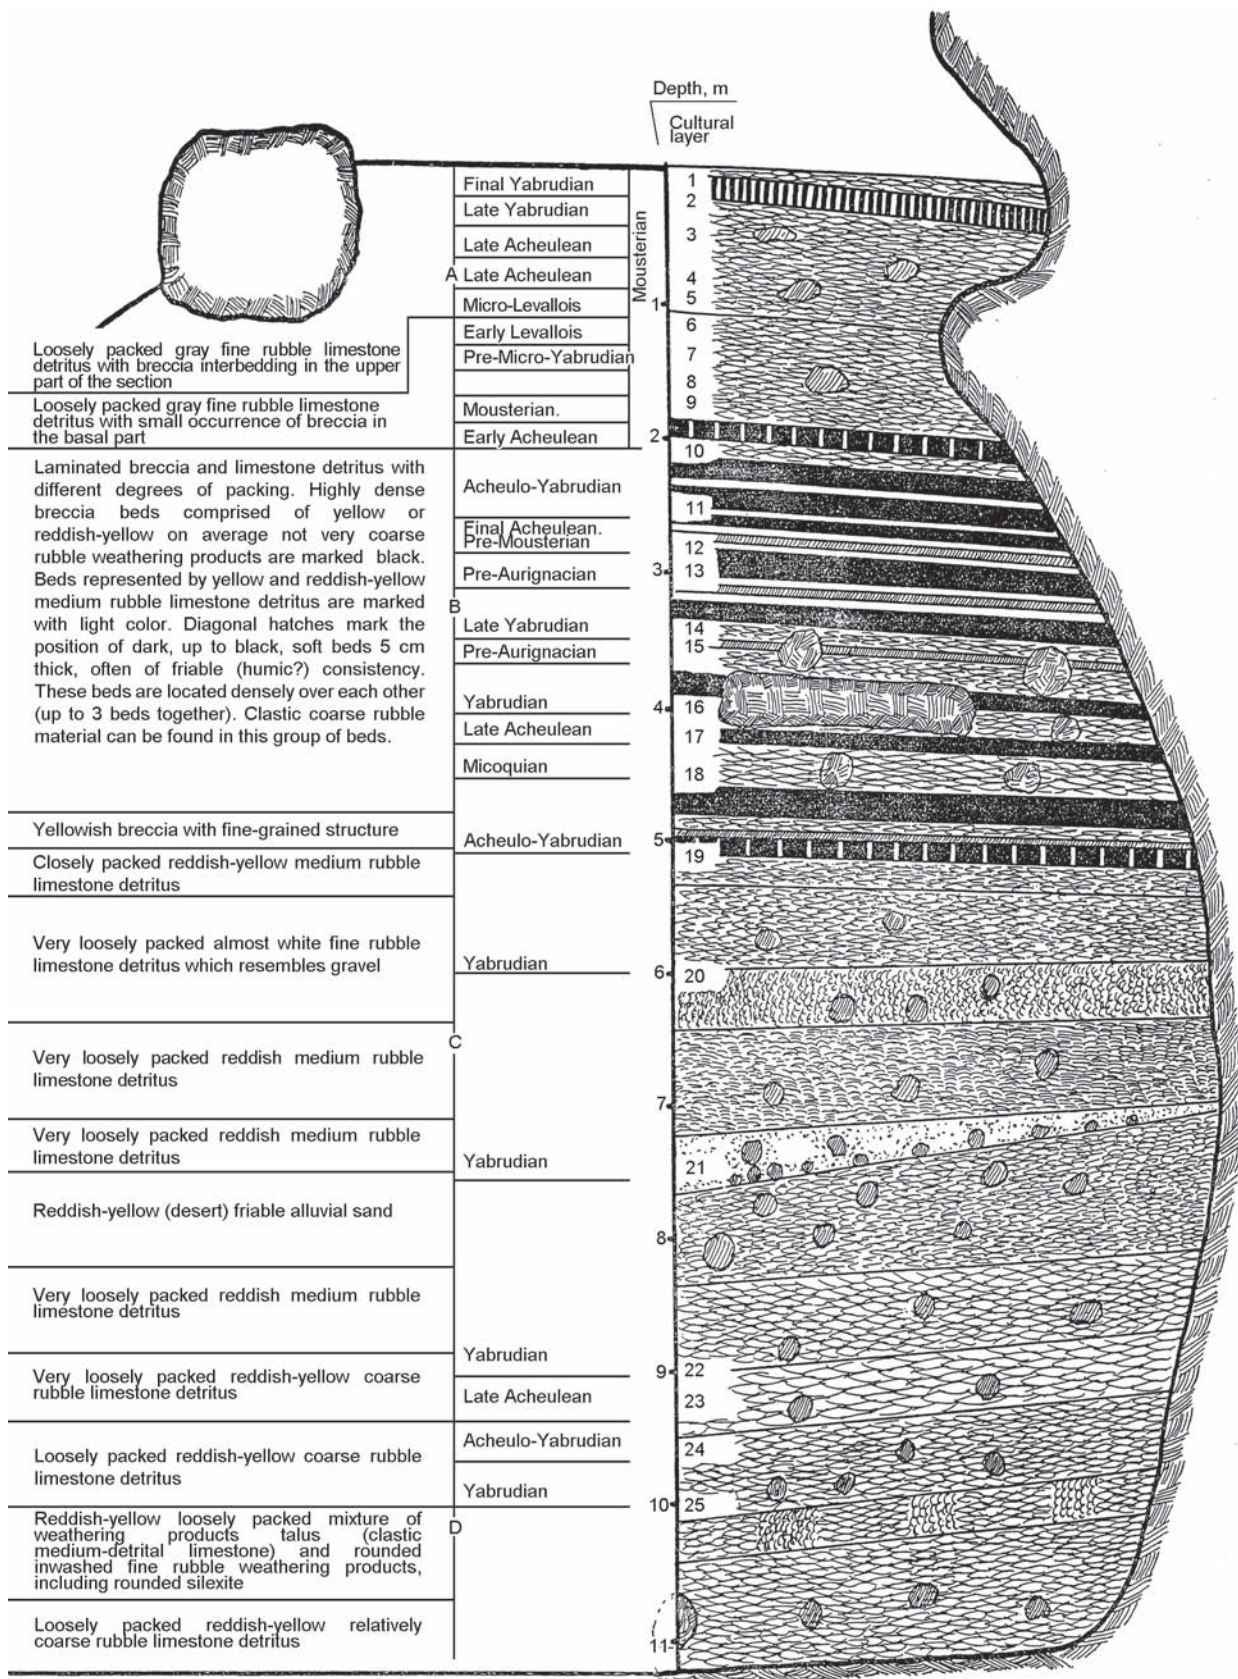 Depth, m
Cultural
layer
Loosely packed gray fine rubble limestone
detritus with breccia interbedding in the upper
part of the section
Loosely packed gray fine rubble limestone
detritus with small occurrence of breccia in
the basal part
Laminated breccia and limestone detritus with
different degrees of packing. Highly dense
breccia beds comprised of yellow or
reddish-yellow on average not very coarse
rubble weathering products are marked black.
Beds represented by yellow and reddish-yellow
medium rubble limestone detritus are marked
with light color. Diagonal hatches mark the
position of dark, up to black, soft beds 5 cm
thick, often of friable (humic?) consistency.
These beds are located densely over each other
(up to 3 beds together). Clastic coarse rubble
material can be found in this group of beds.
Yellowish breccia with fine-grained structure
Closely packed reddish-yellow medium rubble
limestone detritus
Very loosely packed almost white fine rubble
limestone detritus which resembles gravel
Very loosely packed reddish medium rubble
limestone detritus
Very loosely packed reddish medium rubble
limestone detritus
Reddish-yellow (desert) friable alluvial sand
Very loosely packed reddish medium rubble
limestone detritus
Very loosely packed reddish-yellow coarse
rubble limestone detritus
Loosely packed reddish-yellow coarse rubble
limestone detritus
Reddish-yellow loosely packed mixture of
weathering products talus (clastic
medium-detrital limestone) and rounded
inwashed fine rubble weathering products,
including rounded silexite
Loosely packed reddish-yellow relatively
coarse rubble limestone detritus
A
B
C
D
Final Yabrudian
Late Yabrudian
Late Acheulean
Late Acheulean
Micro-Levallois
Early Levallois
Pre-Micro-Yabrudian
Mousterian.
Early Acheulean
Acheulo-Yabrudian
Final Acheulean.
Pre-Mousterian
Pre-Aurignacian
Late Yabrudian
Pre-Aurignacian
Yabrudian
Late Acheulean
Micoquian
Acheulo-Yabrudian
Yabrudian
Yabrudian
Yabrudian
Late Acheulean
Acheulo-Yabrudian
Yabrudian
Mousterian
1
2
3
4
5
6
7
8
9
10
11
1
2
3
4
5
6
7
8
9
10
11
12
13
14
15
16
17
18
19
20
21
22
23
24
25